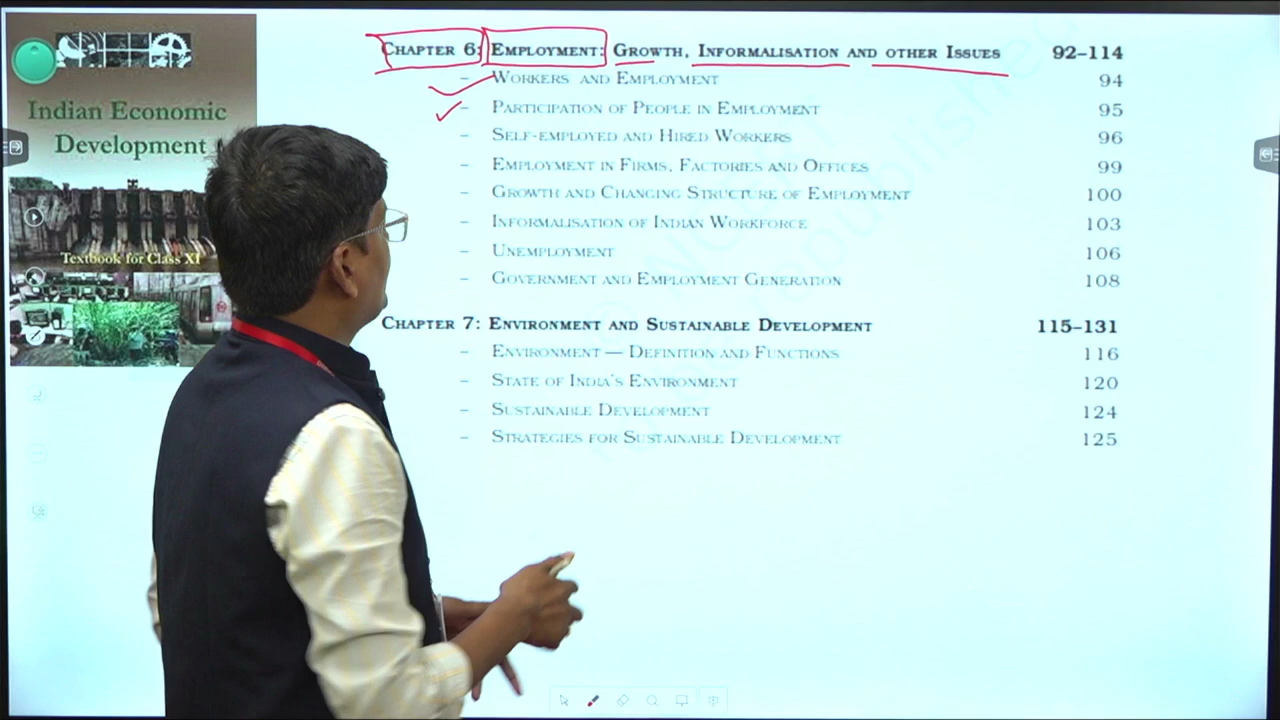 Indian Economic
Development
Textbook for Class XI
CHAPTER 6: EMPLOYMENT: GROWTH, INFORMALISATION AND OTHER ISSUES 92–114
– WORKERS AND EMPLOYMENT 94
– PARTICIPATION OF PEOPLE IN EMPLOYMENT 95
– SELF-EMPLOYED AND HIRED WORKERS 96
– EMPLOYMENT IN FIRMS, FACTORIES AND OFFICES 99
– GROWTH AND CHANGING STRUCTURE OF EMPLOYMENT 100
– INFORMALISATION OF INDIAN WORKFORCE 103
– UNEMPLOYMENT 106
– GOVERNMENT AND EMPLOYMENT GENERATION 108
CHAPTER 7: ENVIRONMENT AND SUSTAINABLE DEVELOPMENT 115–131
– ENVIRONMENT — DEFINITION AND FUNCTIONS 116
– STATE OF INDIA'S ENVIRONMENT 120
– SUSTAINABLE DEVELOPMENT 124
– STRATEGIES FOR SUSTAINABLE DEVELOPMENT 125